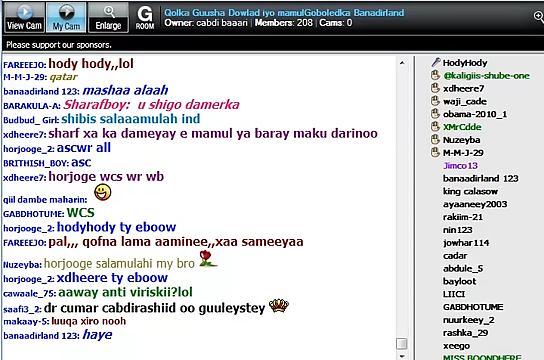 View Cam
My Cam
Enlarge
G
ROOM
Qolka Guusha Dowlad iyo mamulGoboledka Banadirland
Owner: cabdi baaari | Members: 208 | Cams: 0
Please support our sponsors.
FAREEEJO: hody hody,,lol
M-M-J-29: qatar
banaadirland 123: mashaa alaah
BARAKULA-A: Sharafboy: u shigo damerka
Budbud_ Girl: shibis salaaamulah ind
xdheere7: sharf xa ka dameyay e mamul ya baray maku darinoo
horjooge_2: ascwr all
BRITHISH_BOY: asc
xdheere7: horjoge wcs wr wb
qiil dambe maharin:
GABDHOTUME: WCS
horjooge_2: hodyhody ty eboow
FAREEEJO: pal,,, qofna lama aaminee,,xaa sameeyaa
Nuzeyba: horjooge salamulahi my bro
horjooge_2: xdheere ty eboow
cawaale_75: aaway anti viriskii?lol
saafi3_2: dr cumar cabdirashiid oo guuleystey
makaay-5: luuqa xiro nooh
banaadirland 123: haye
HodyHody
@kaligiis-shube-one
xdheere7
waji_cade
obama-2010_1
XMrCdde
Nuzeyba
M-M-J-29
Jimco13
banaadirland 123
king calasow
ayaaneey2003
rakiim-21
nin123
jowhar114
cadar
abdule_5
bayloot
LIICI
GABDHOTUME
nuurkeey_2
rashka_29
xeego
MISS BOONDHERE